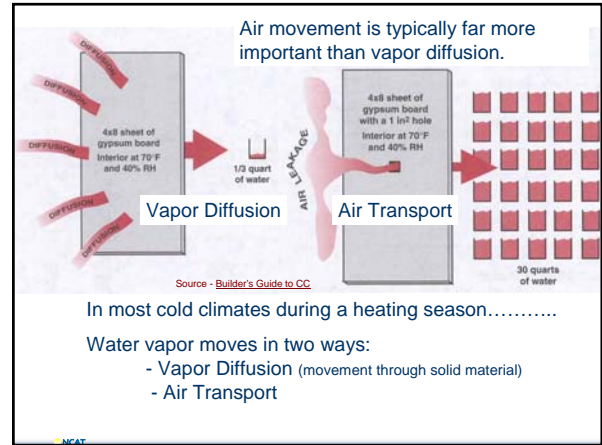 Air movement is typically far more
important than vapor diffusion.
DIFFUSION
DIFFUSION
DIFFUSION
DIFFUSION
DIFFUSION
4x8 sheet of
gypsum board
Interior at 70°F
and 40% RH
1/3 quart
of water
Vapor Diffusion
AIR LEAKAGE
4x8 sheet of
gypsum board
with a 1 in² hole
Interior at 70°F
and 40% RH
Air Transport
30 quarts
of water
Source - Builder's Guide to CC
In most cold climates during a heating season………..
Water vapor moves in two ways:
- Vapor Diffusion (movement through solid material)
- Air Transport
NCAT